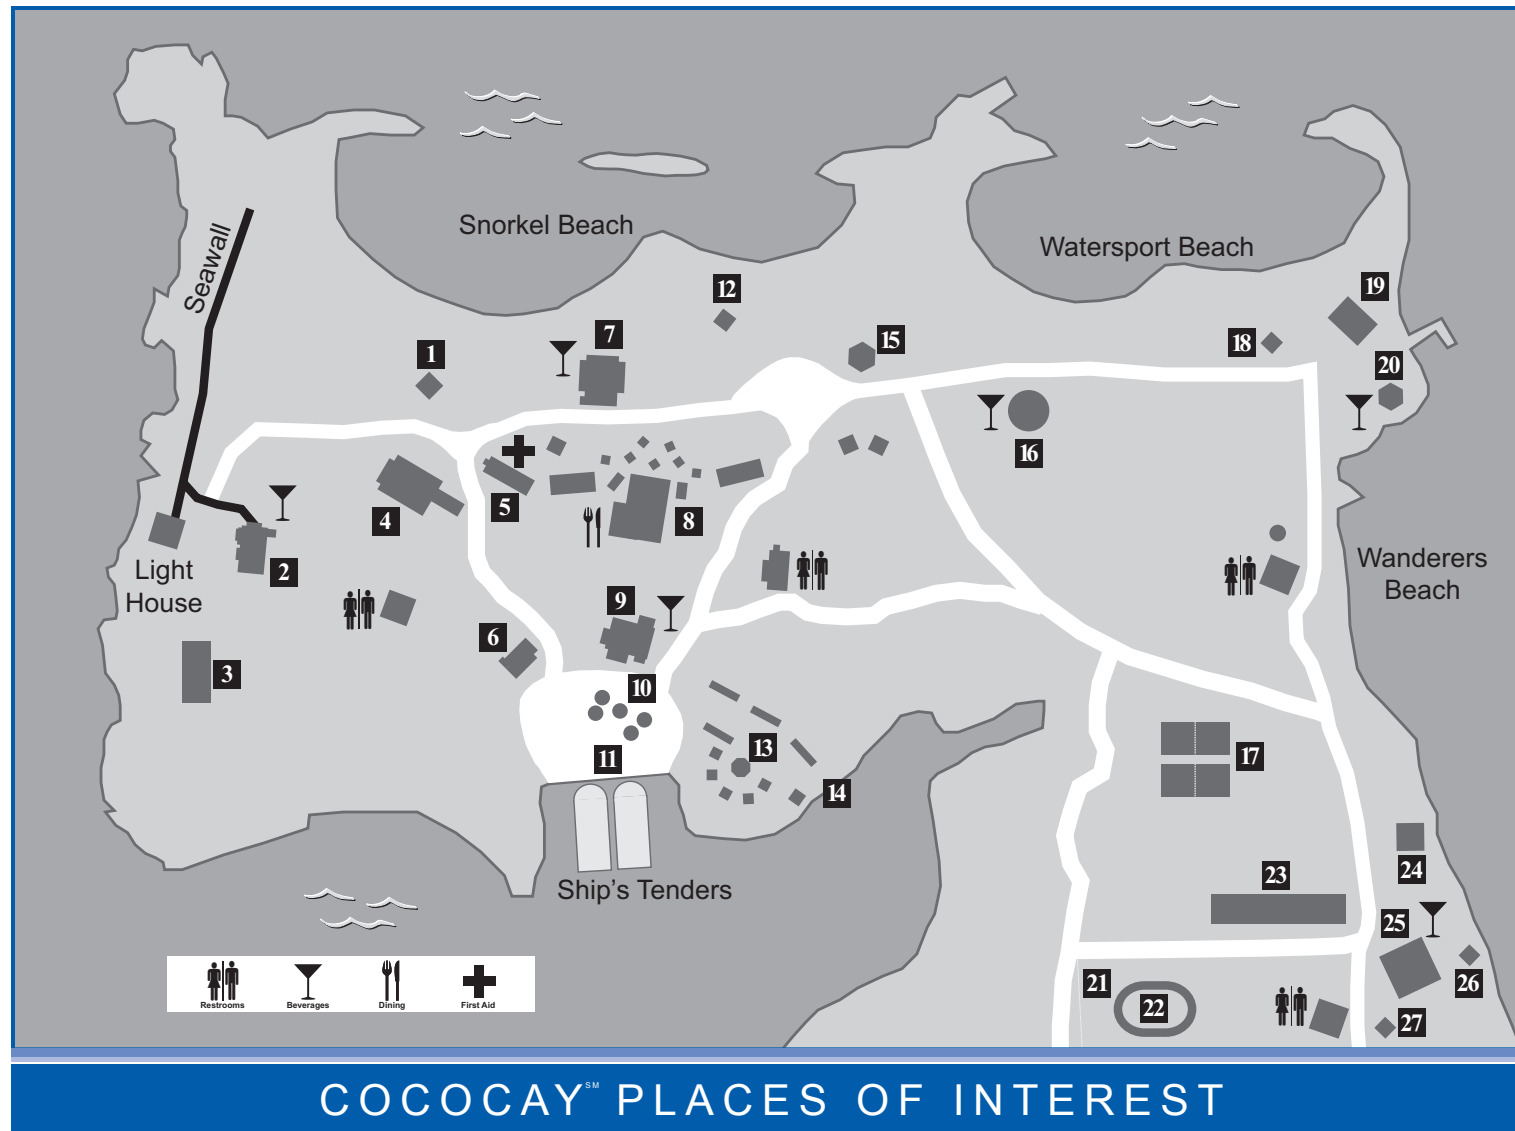 Snorkel Beach
Watersport Beach
Seawall
12
19
7
15
18
1
20
16
4
5
8
2
Light
House
Wanderers
Beach
9
6
3
10
11
13
17
14
24
23
Ship's Tenders
25
26
21
22
27
Restrooms
Beverages
Dining
First Aid
COCOCAY℠ PLACES OF INTEREST